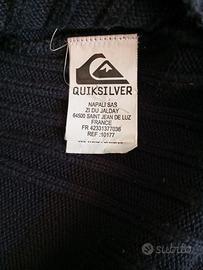 QUIKSILVER
NAPALI SAS
ZI DU JALDAY
64500 SAINT JEAN DE LUZ
FRANCE
FR 42331377036
REF :10177
subito